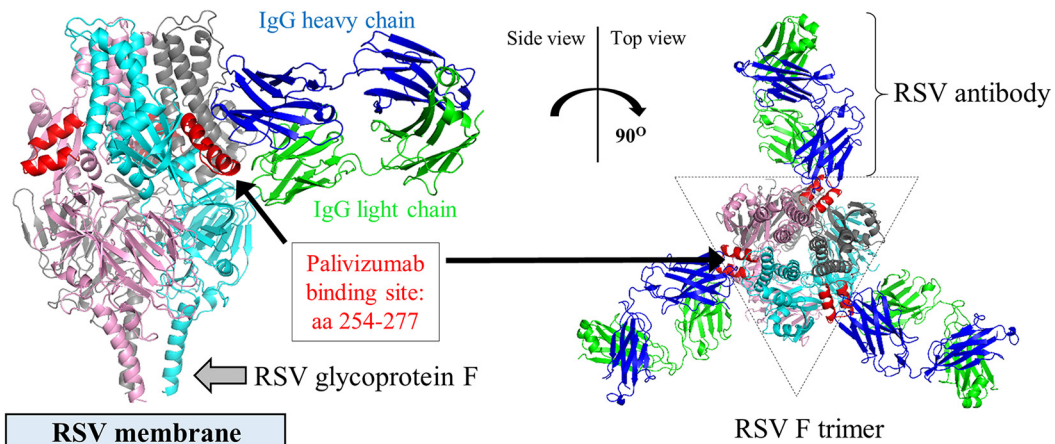 IgG heavy chain
IgG light chain
Side view
Top view
90O
RSV antibody
Palivizumab
binding site:
aa 254-277
RSV glycoprotein F
RSV membrane
RSV F trimer